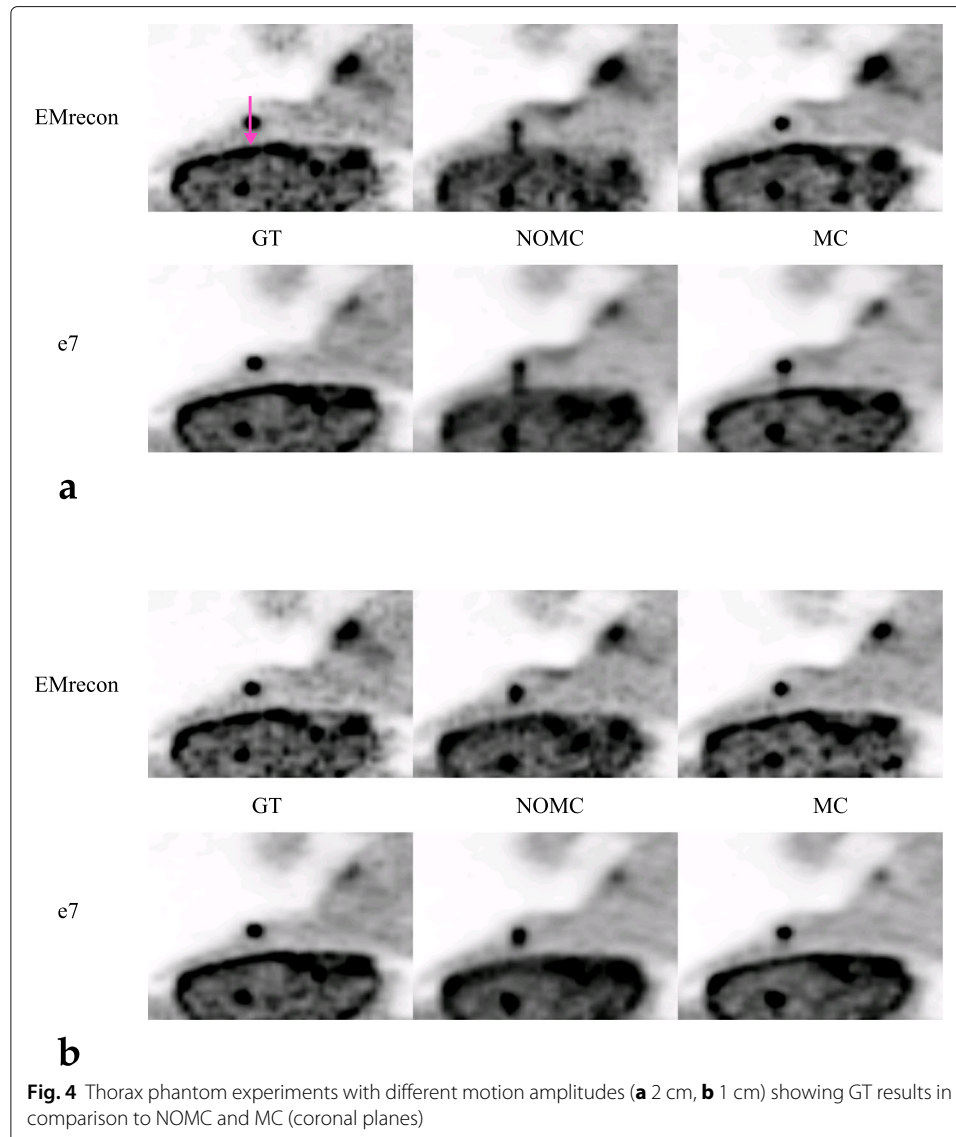 EMrecon
GT NOMC MC
e7
a
EMrecon
GT NOMC MC
e7
b
Fig. 4 Thorax phantom experiments with different motion amplitudes (a 2 cm, b 1 cm) showing GT results in
comparison to NOMC and MC (coronal planes)